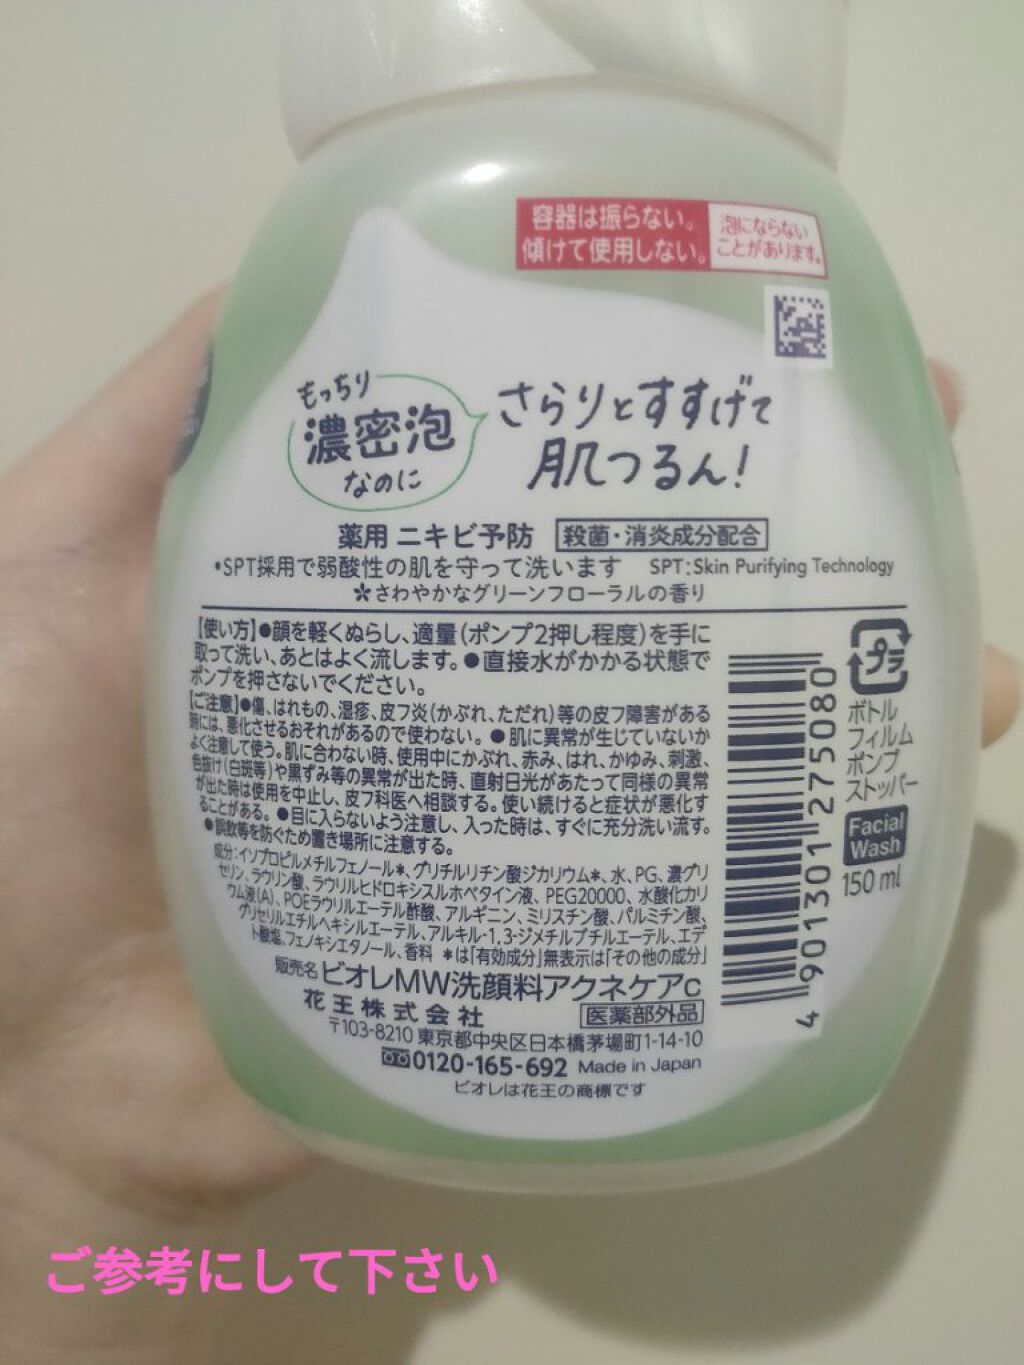 容器は振らない。
傾けて使用しない。
泡にならない
ことがあります。
もっちり
濃密泡
なのに
さらりとすすげて
肌つるん!
薬用 ニキビ予防 殺菌・消炎成分配合
•SPT採用で弱酸性の肌を守って洗います SPT:Skin Purifying Technology
✽さわやかなグリーンフローラルの香り
【使い方】●顔を軽くぬらし、適量(ポンプ2押し程度)を手に
取って洗い、あとはよく流します。●直接水がかかる状態で
ポンプを押さないでください。
【ご注意】●傷、はれもの、湿疹、皮フ炎(かぶれ、ただれ)等の皮フ障害がある
時には、悪化させるおそれがあるので使わない。●肌に異常が生じていないか
よく注意して使う。肌に合わない時、使用中にかぶれ、赤み、はれ、かゆみ、刺激、
色抜け(白斑等)や黒ずみ等の異常が出た時、直射日光があたって同様の異常
が出た時は使用を中止し、皮フ科医へ相談する。使い続けると症状が悪化す
ることがある。●目に入らないよう注意し、入った時は、すぐに充分洗い流す。
●誤飲等を防ぐため置き場所に注意する。
成分:イソプロピルメチルフェノール*、グリチルリチン酸ジカリウム*、水、PG、濃グリ
セリン、ラウリン酸、ラウリルヒドロキシスルホベタイン液、PEG20000、水酸化カリ
ウム液(A)、POEラウリルエーテル酢酸、アルギニン、ミリスチン酸、パルミチン酸、
グリセリルエチルヘキシルエーテル、アルキル-1,3-ジメチルブチルエーテル、エデ
ト酸塩、フェノキシエタノール、香料 *は「有効成分」無表示は「その他の成分」
販売名 ビオレMW洗顔料アクネケアc
花王株式会社 医薬部外品
〒103-8210 東京都中央区日本橋茅場町1-14-10
0120-165-692 Made in Japan
ビオレは花王の商標です
プラ
ボトル
フィルム
ポンプ
ストッパー
Facial
Wash
150 ml
4 901301 275080
ご参考にして下さい